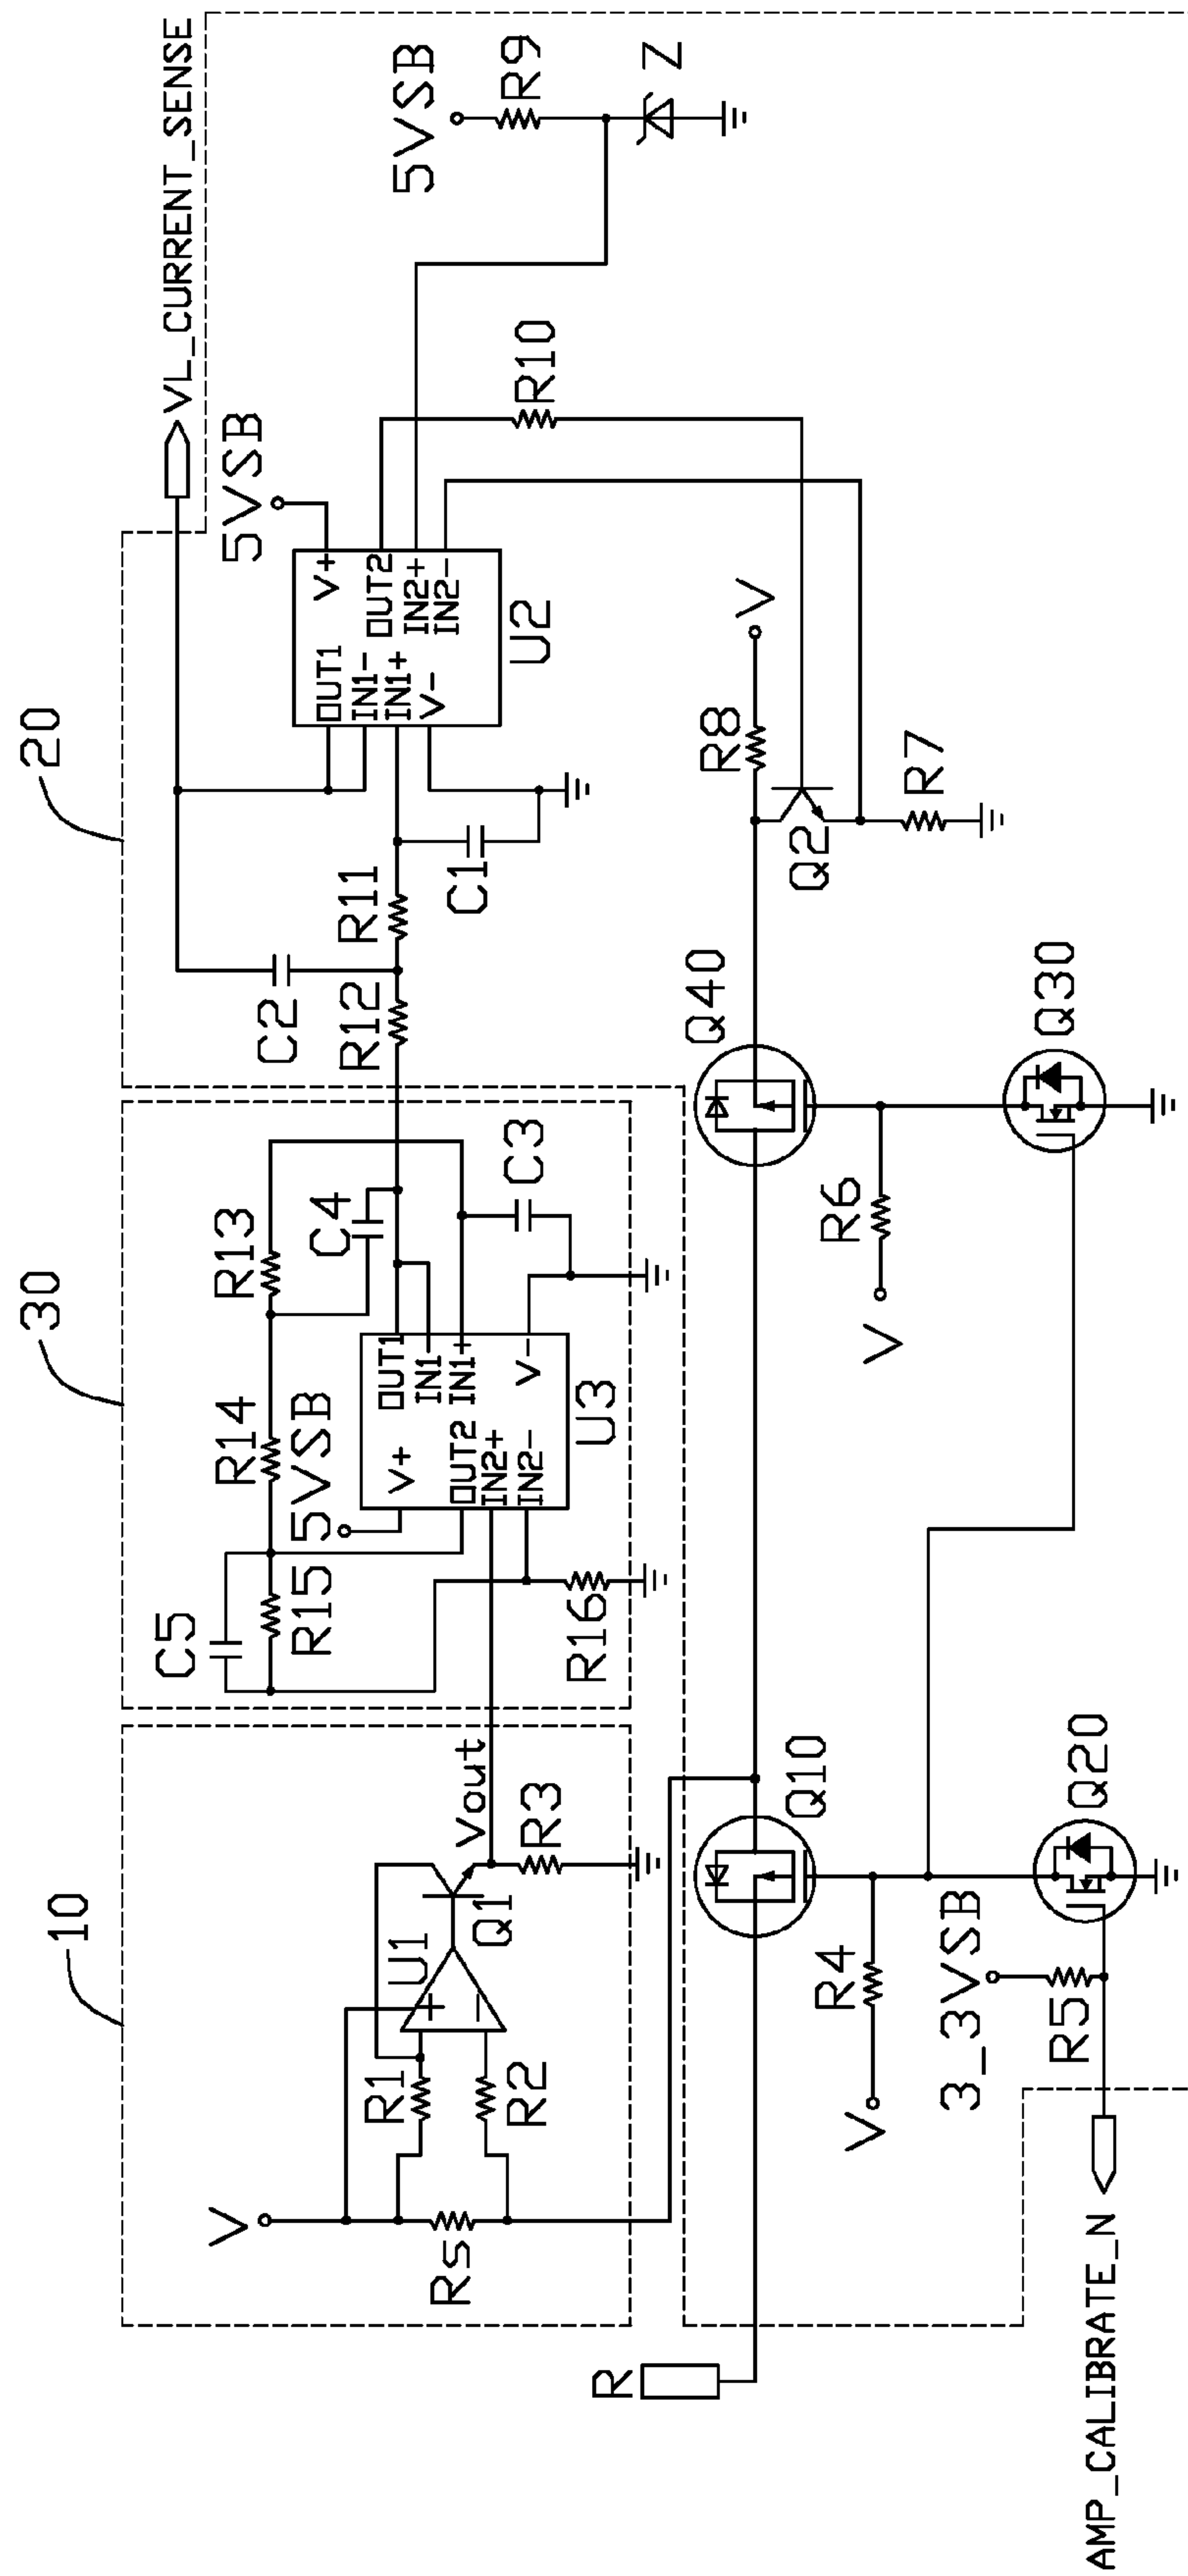 10
V
Rs
R1
R2
U1
+
−
Q1
Vout
R3
30
C5
R15
R14
R13
5VSB
C4
C3
R16
V+
OUT2
IN2+
IN2-
OUT1
IN1-
IN1+
V-
U3
20
VL_CURRENT_SENSE
C2
R12
R11
C1
5VSB
OUT1
IN1-
IN1+
V-
V+
OUT2
IN2+
IN2-
U2
R10
5VSB
R9
Z
R
Q10
R4
V
3_3VSB
R5
Q20
AMP_CALIBRATE_N
Q40
R6
V
Q30
R8
V
Q2
R7